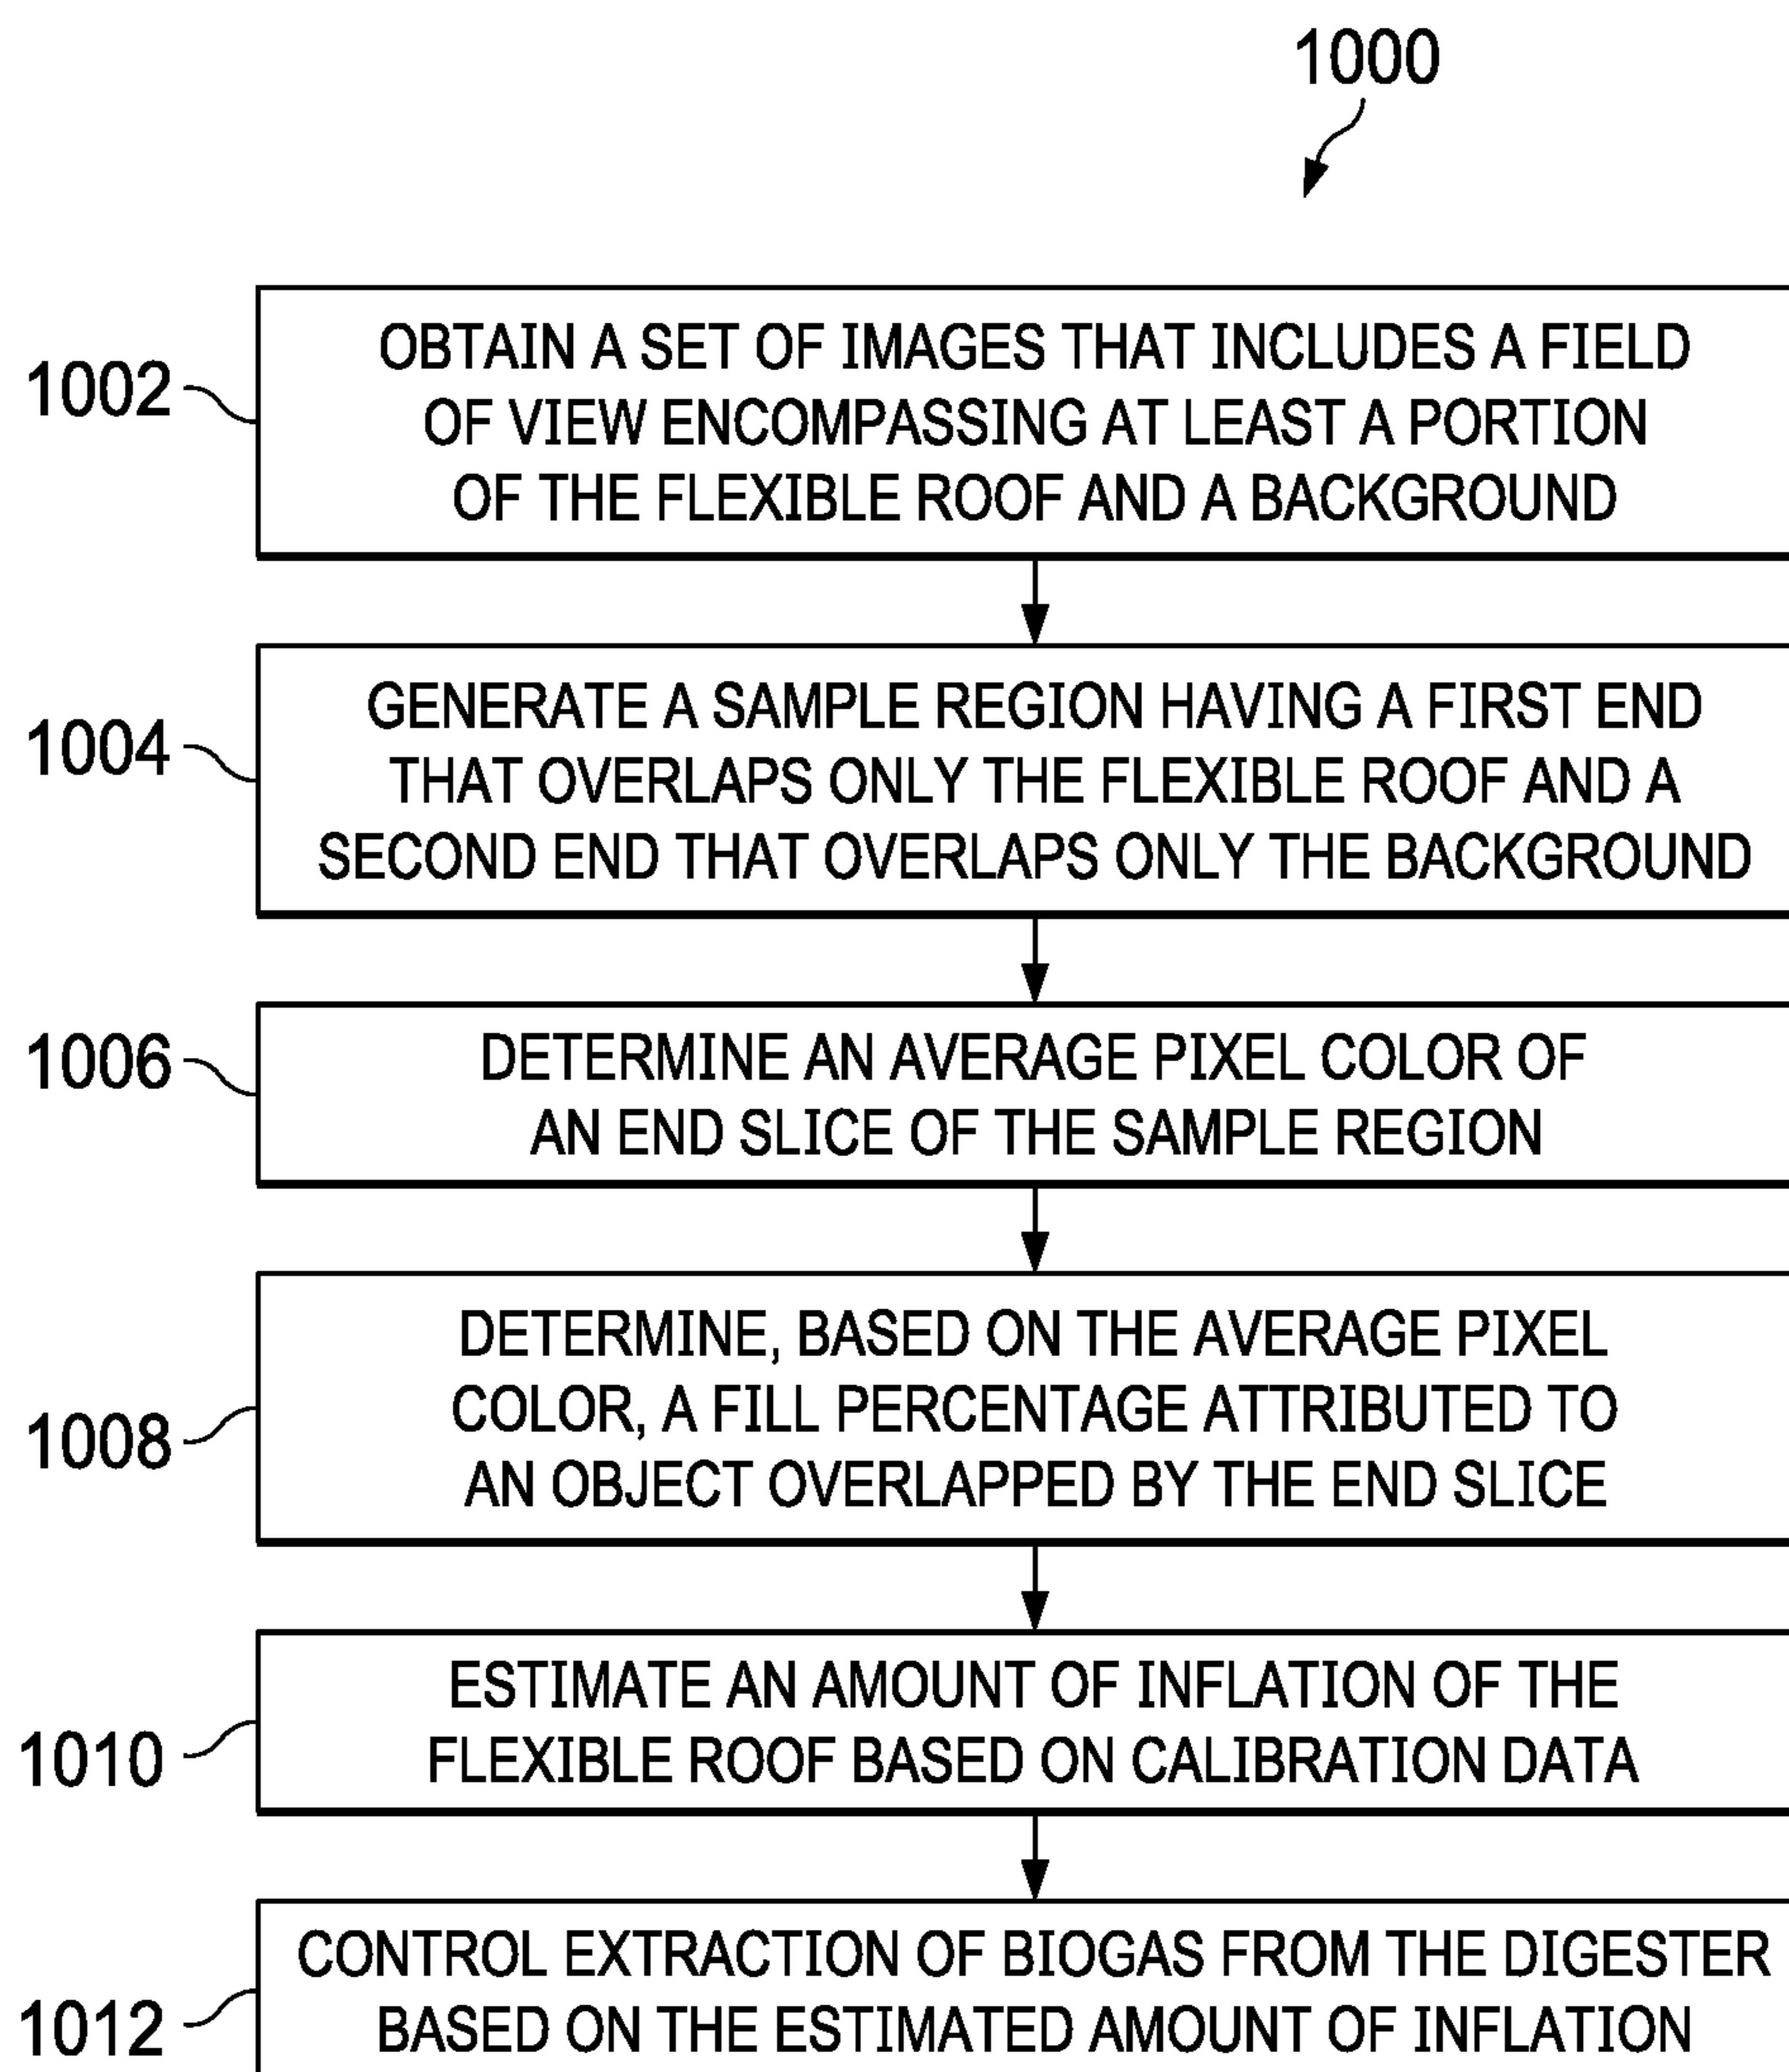 1000
1002
OBTAIN A SET OF IMAGES THAT INCLUDES A FIELD
OF VIEW ENCOMPASSING AT LEAST A PORTION
OF THE FLEXIBLE ROOF AND A BACKGROUND
1004
GENERATE A SAMPLE REGION HAVING A FIRST END
THAT OVERLAPS ONLY THE FLEXIBLE ROOF AND A
SECOND END THAT OVERLAPS ONLY THE BACKGROUND
1006
DETERMINE AN AVERAGE PIXEL COLOR OF
AN END SLICE OF THE SAMPLE REGION
1008
DETERMINE, BASED ON THE AVERAGE PIXEL
COLOR, A FILL PERCENTAGE ATTRIBUTED TO
AN OBJECT OVERLAPPED BY THE END SLICE
1010
ESTIMATE AN AMOUNT OF INFLATION OF THE
FLEXIBLE ROOF BASED ON CALIBRATION DATA
1012
CONTROL EXTRACTION OF BIOGAS FROM THE DIGESTER
BASED ON THE ESTIMATED AMOUNT OF INFLATION